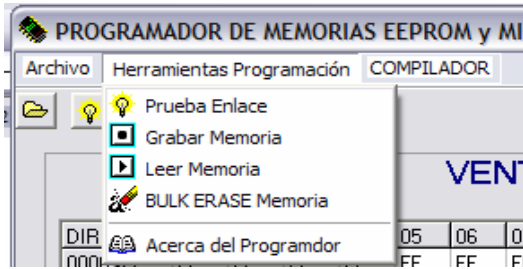 PROGRAMADOR DE MEMORIAS EEPROM y MI
Archivo Herramientas Programación COMPILADOR
Prueba Enlace
Grabar Memoria
Leer Memoria
VENT
BULK ERASE Memoria
DIR 05 06
Acerca del Programdor
FF FF